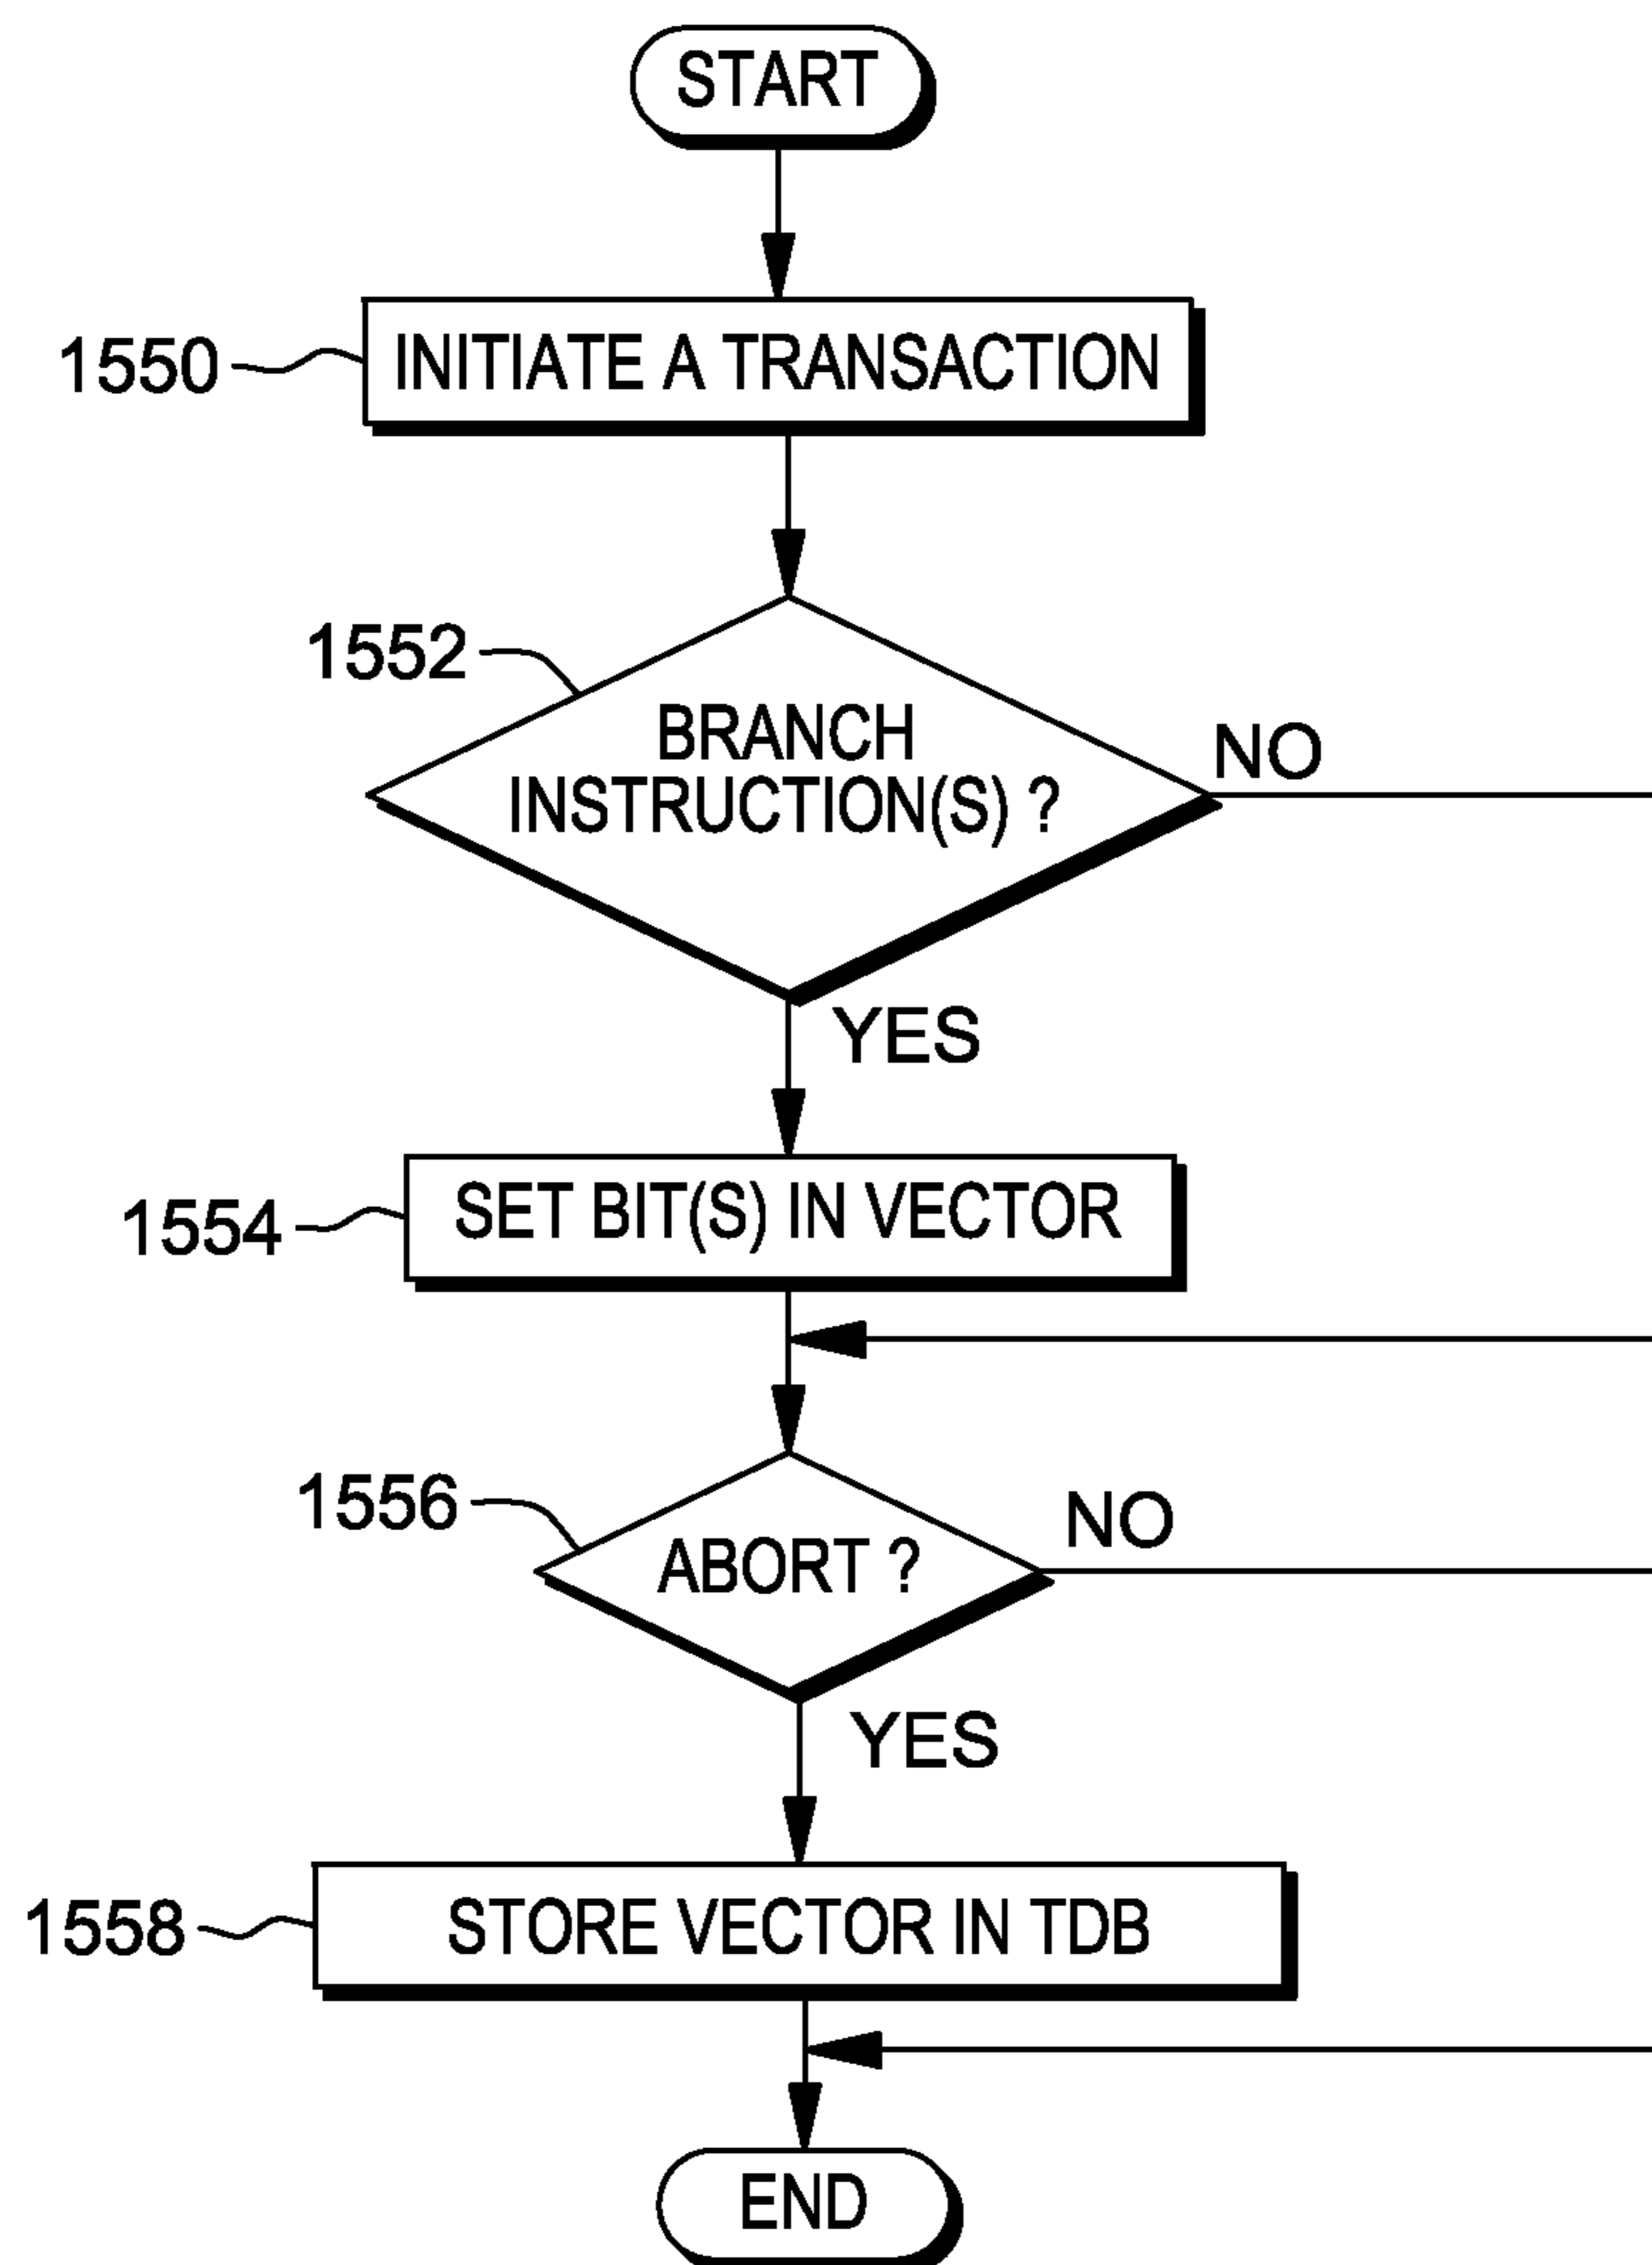 START
1550
INITIATE A TRANSACTION
1552
BRANCH
INSTRUCTION(S) ?
NO
YES
1554
SET BIT(S) IN VECTOR
1556
ABORT ?
NO
YES
1558
STORE VECTOR IN TDB
END